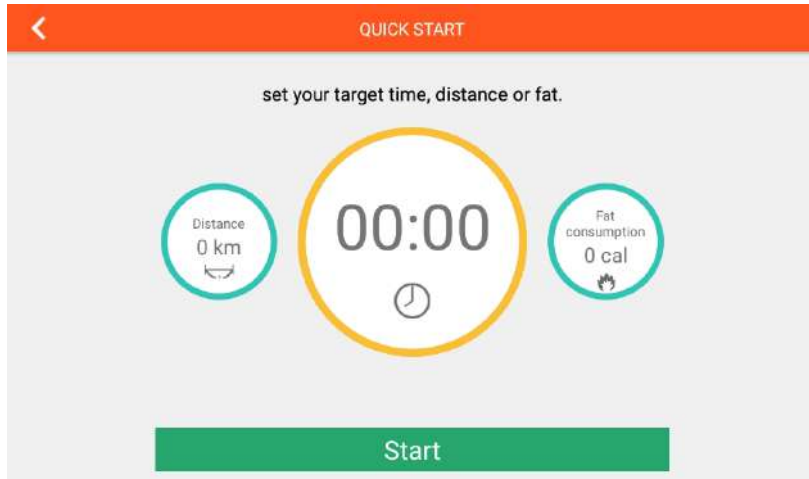 QUICK START
set your target time, distance or fat.
Distance
0 km
00:00
Fat
consumption
0 cal
Start